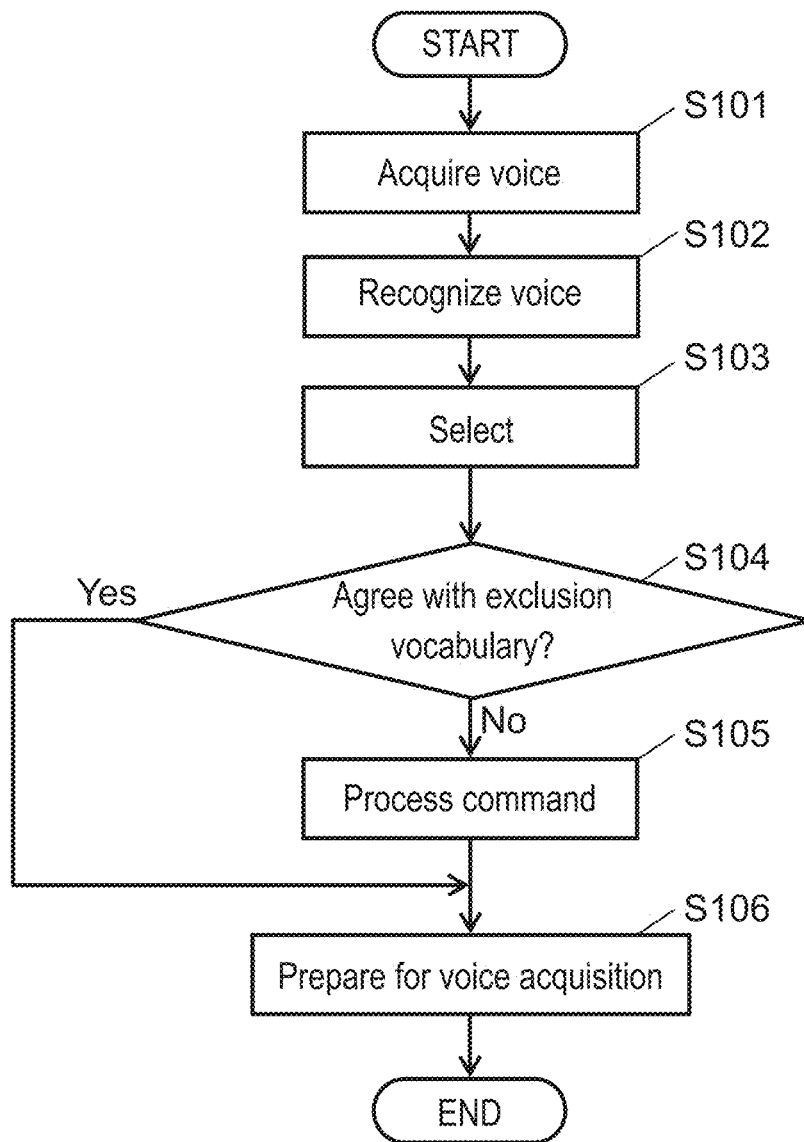 START
S101
Acquire voice
S102
Recognize voice
S103
Select
S104
Yes
Agree with exclusion
vocabulary?
No
S105
Process command
S106
Prepare for voice acquisition
END